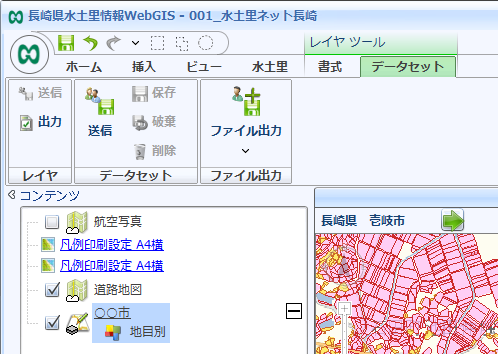 長崎県水土里情報WebGIS - 001_水土里ネット長崎
レイヤ ツール
ホーム 挿入 ビュー 水土里 書式 データセット
送信 出力
レイヤ
送信 保存 破棄 削除
データセット
ファイル出力
ファイル出力
コンテンツ
航空写真
凡例印刷設定 A4横
凡例印刷設定 A4横
道路地図
〇〇市
地目別
長崎県 壱岐市